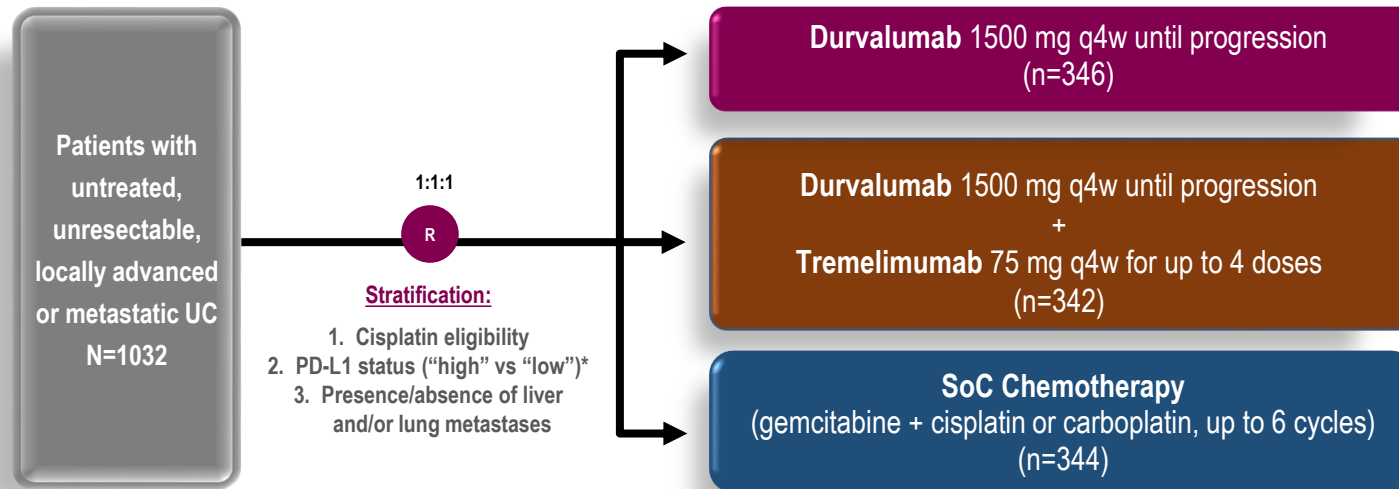 Patients with
untreated,
unresectable,
locally advanced
or metastatic UC
N=1032
1:1:1
R
Stratification:
1. Cisplatin eligibility
2. PD-L1 status (“high” vs “low”)*
3. Presence/absence of liver
and/or lung metastases
Durvalumab 1500 mg q4w until progression
(n=346)
Durvalumab 1500 mg q4w until progression
+
Tremelimumab 75 mg q4w for up to 4 doses
(n=342)
SoC Chemotherapy
(gemcitabine + cisplatin or carboplatin, up to 6 cycles)
(n=344)